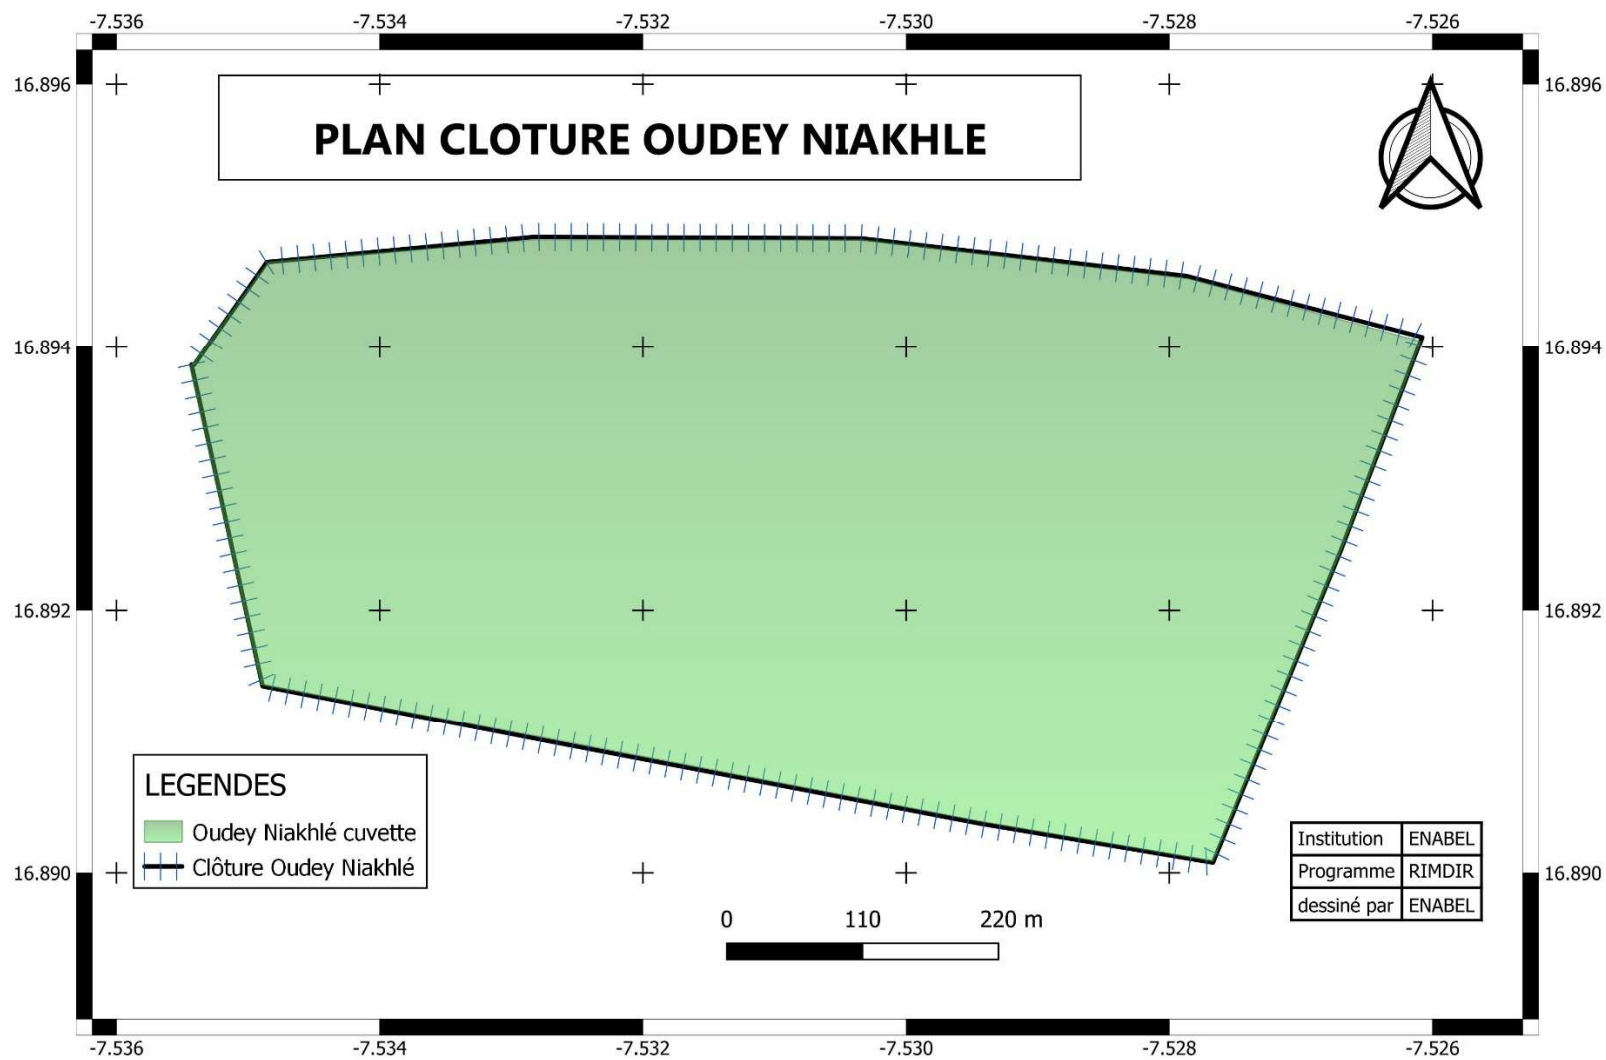 -7.536 -7.534 -7.532 -7.530 -7.528 -7.526
16.896 16.896
PLAN CLOTURE OUDEY NIAKHLE
16.894 16.894
16.892 16.892
LEGENDES
Oudey Niakhlé cuvette
Clôture Oudey Niakhlé
16.890 16.890
Institution ENABEL
Programme RIMDIR
dessiné par ENABEL
0 110 220 m
-7.536 -7.534 -7.532 -7.530 -7.528 -7.526